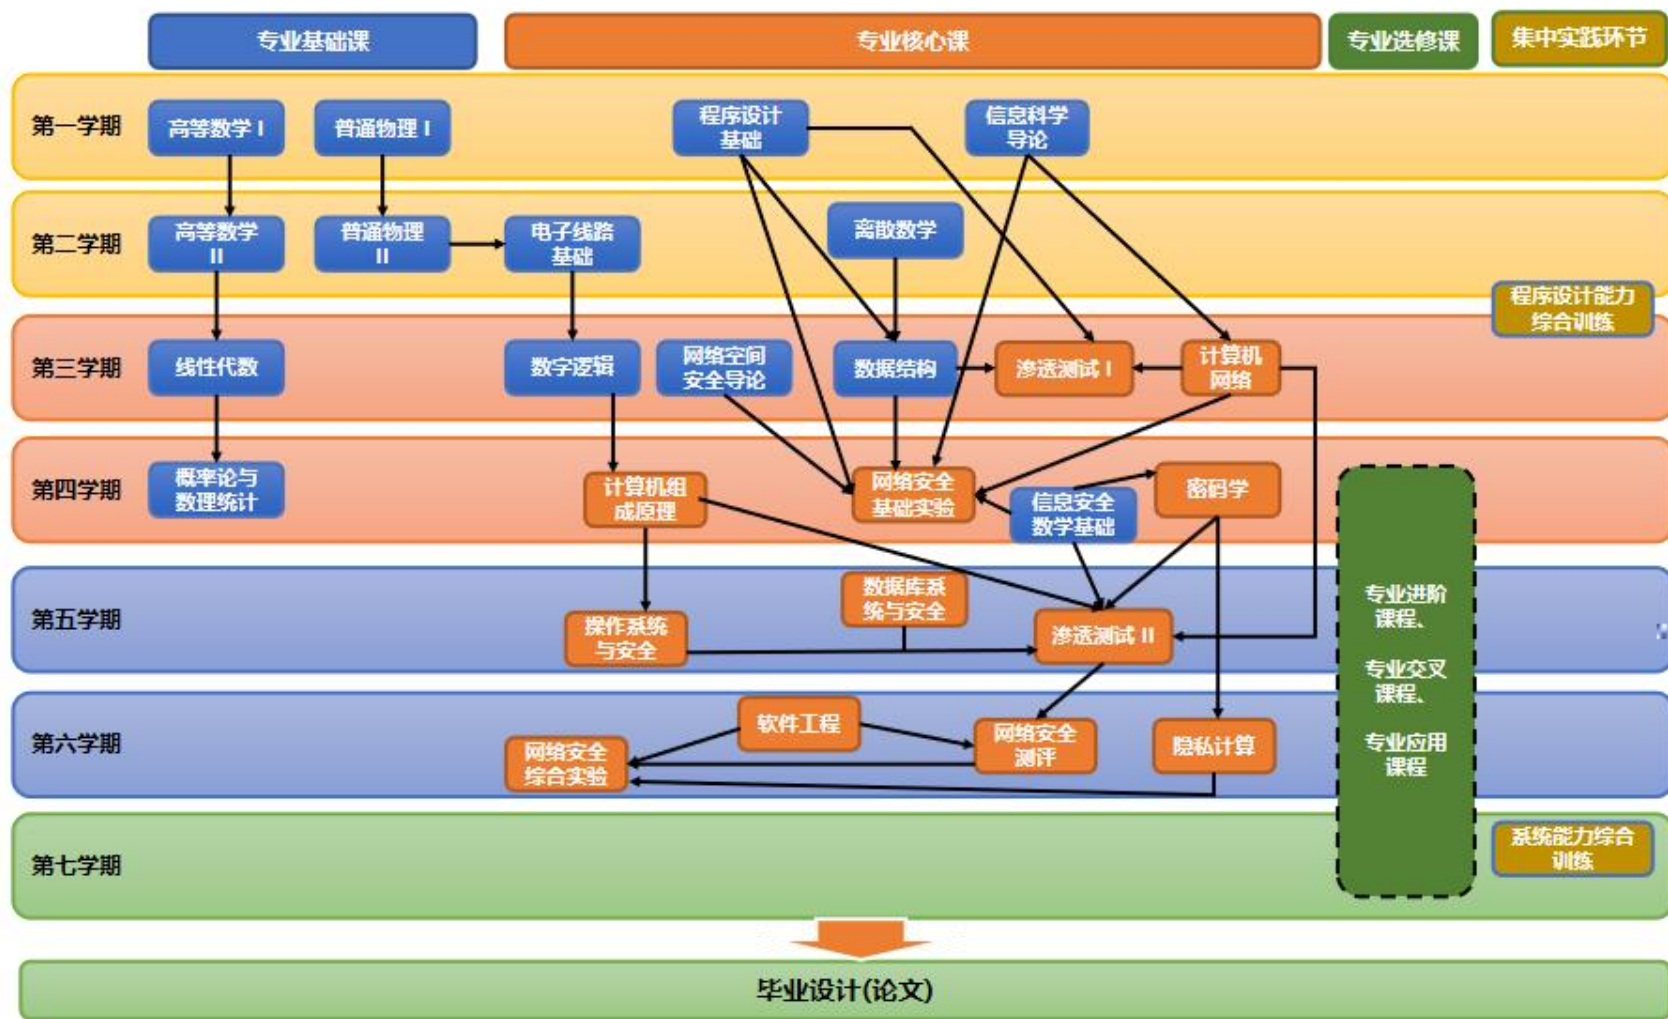 专业基础课
专业核心课
专业选修课
集中实践环节
第一学期
高等数学 I
普通物理 I
程序设计
基础
信息科学
导论
第二学期
高等数学
II
普通物理
II
电子线路
基础
离散数学
程序设计能力
综合训练
第三学期
线性代数
数字逻辑
网络空间
安全导论
数据结构
渗透测试 I
计算机
网络
第四学期
概率论与
数理统计
计算机组
成原理
网络安全
基础实验
信息安全
数学基础
密码学
第五学期
操作系统
与安全
数据库系
统与安全
渗透测试 II
专业进阶
课程、
专业交叉
课程、
专业应用
课程
第六学期
网络安全
综合实验
软件工程
网络安全
测评
隐私计算
第七学期
系统能力综合
训练
毕业设计(论文)